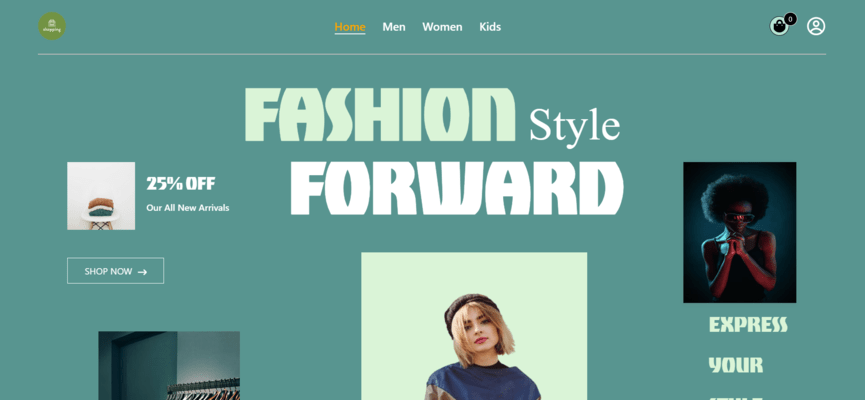 shopping
Home Men Women Kids
0
FASHION Style
FORWARD
25% OFF
Our All New Arrivals
SHOP NOW →
EXPRESS
YOUR
STYLE